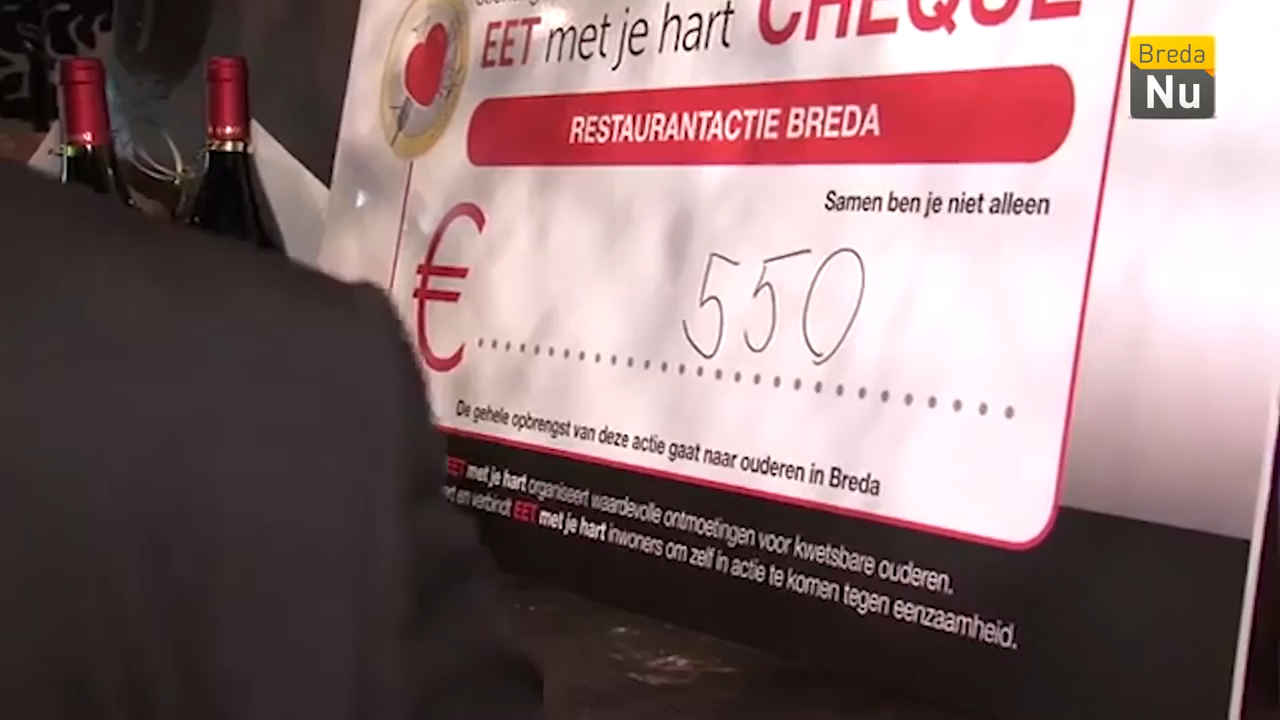 EET met je hart CHEQUE
RESTAURANTACTIE BREDA
Samen ben je niet alleen
€ 550
De gehele opbrengst van deze actie gaat naar ouderen in Breda
EET met je hart organiseert waardevolle ontmoetingen voor kwetsbare ouderen.
en verbindt EET met je hart inwoners om zelf in actie te komen tegen eenzaamheid.
Breda
Nu